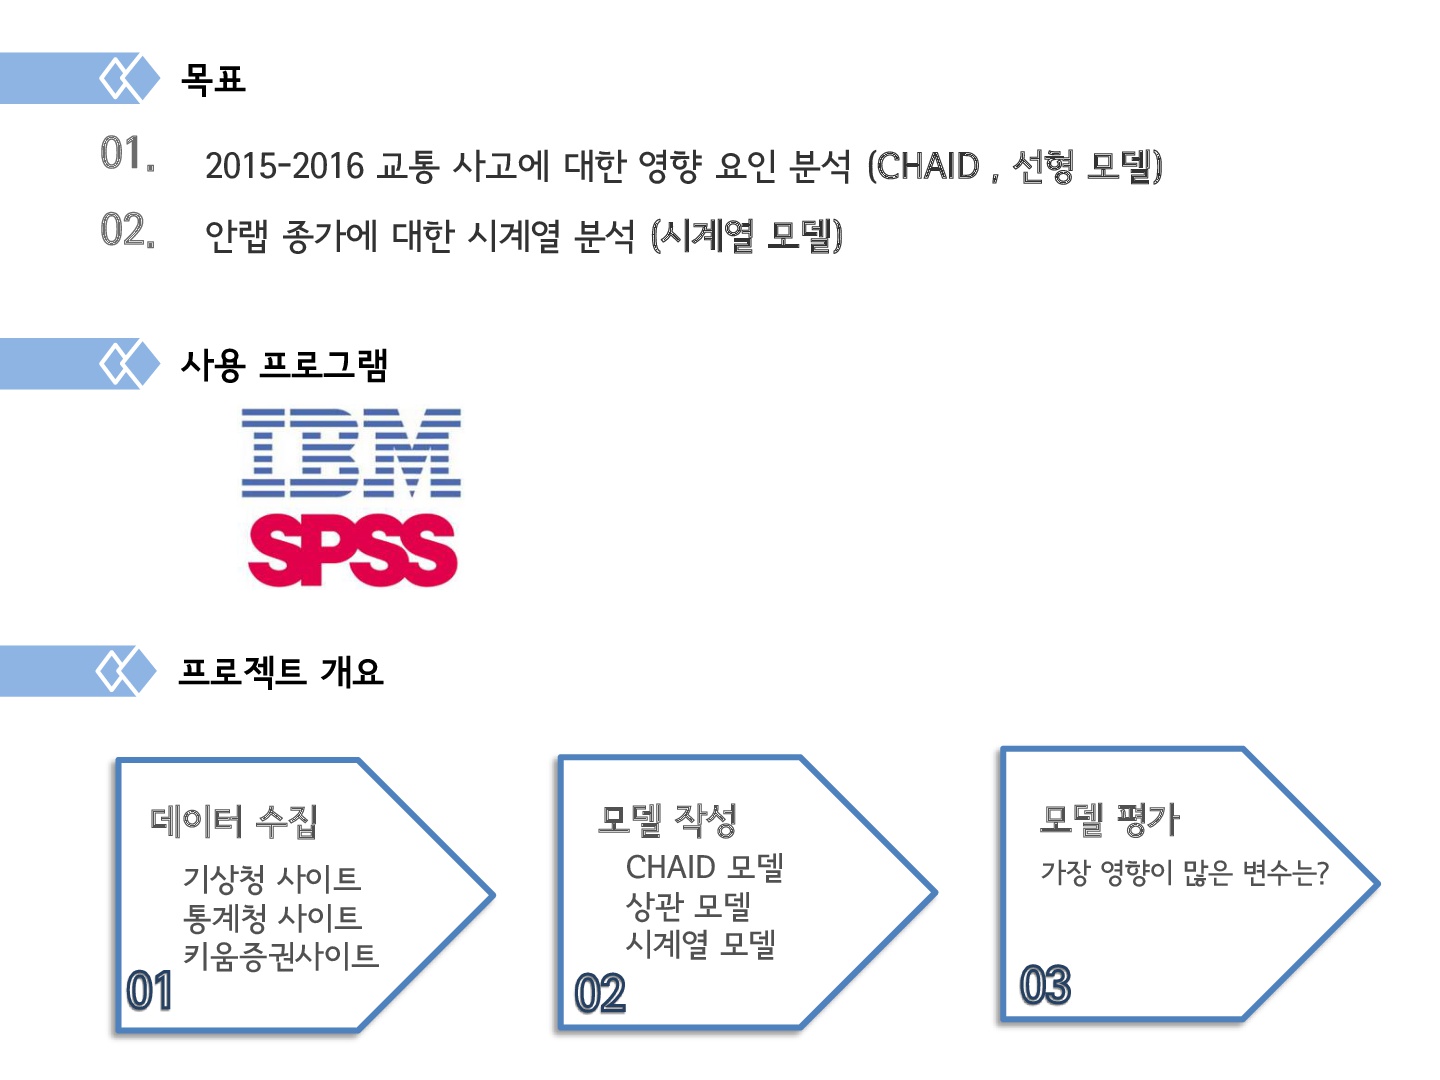 목표
01. 2015-2016 교통 사고에 대한 영향 요인 분석 (CHAID , 선형 모델)
02. 안랩 종가에 대한 시계열 분석 (시계열 모델)
사용 프로그램
IBM
SPSS
프로젝트 개요
데이터 수집
기상청 사이트
통계청 사이트
키움증권사이트
01
모델 작성
CHAID 모델
상관 모델
시계열 모델
02
모델 평가
가장 영향이 많은 변수는?
03